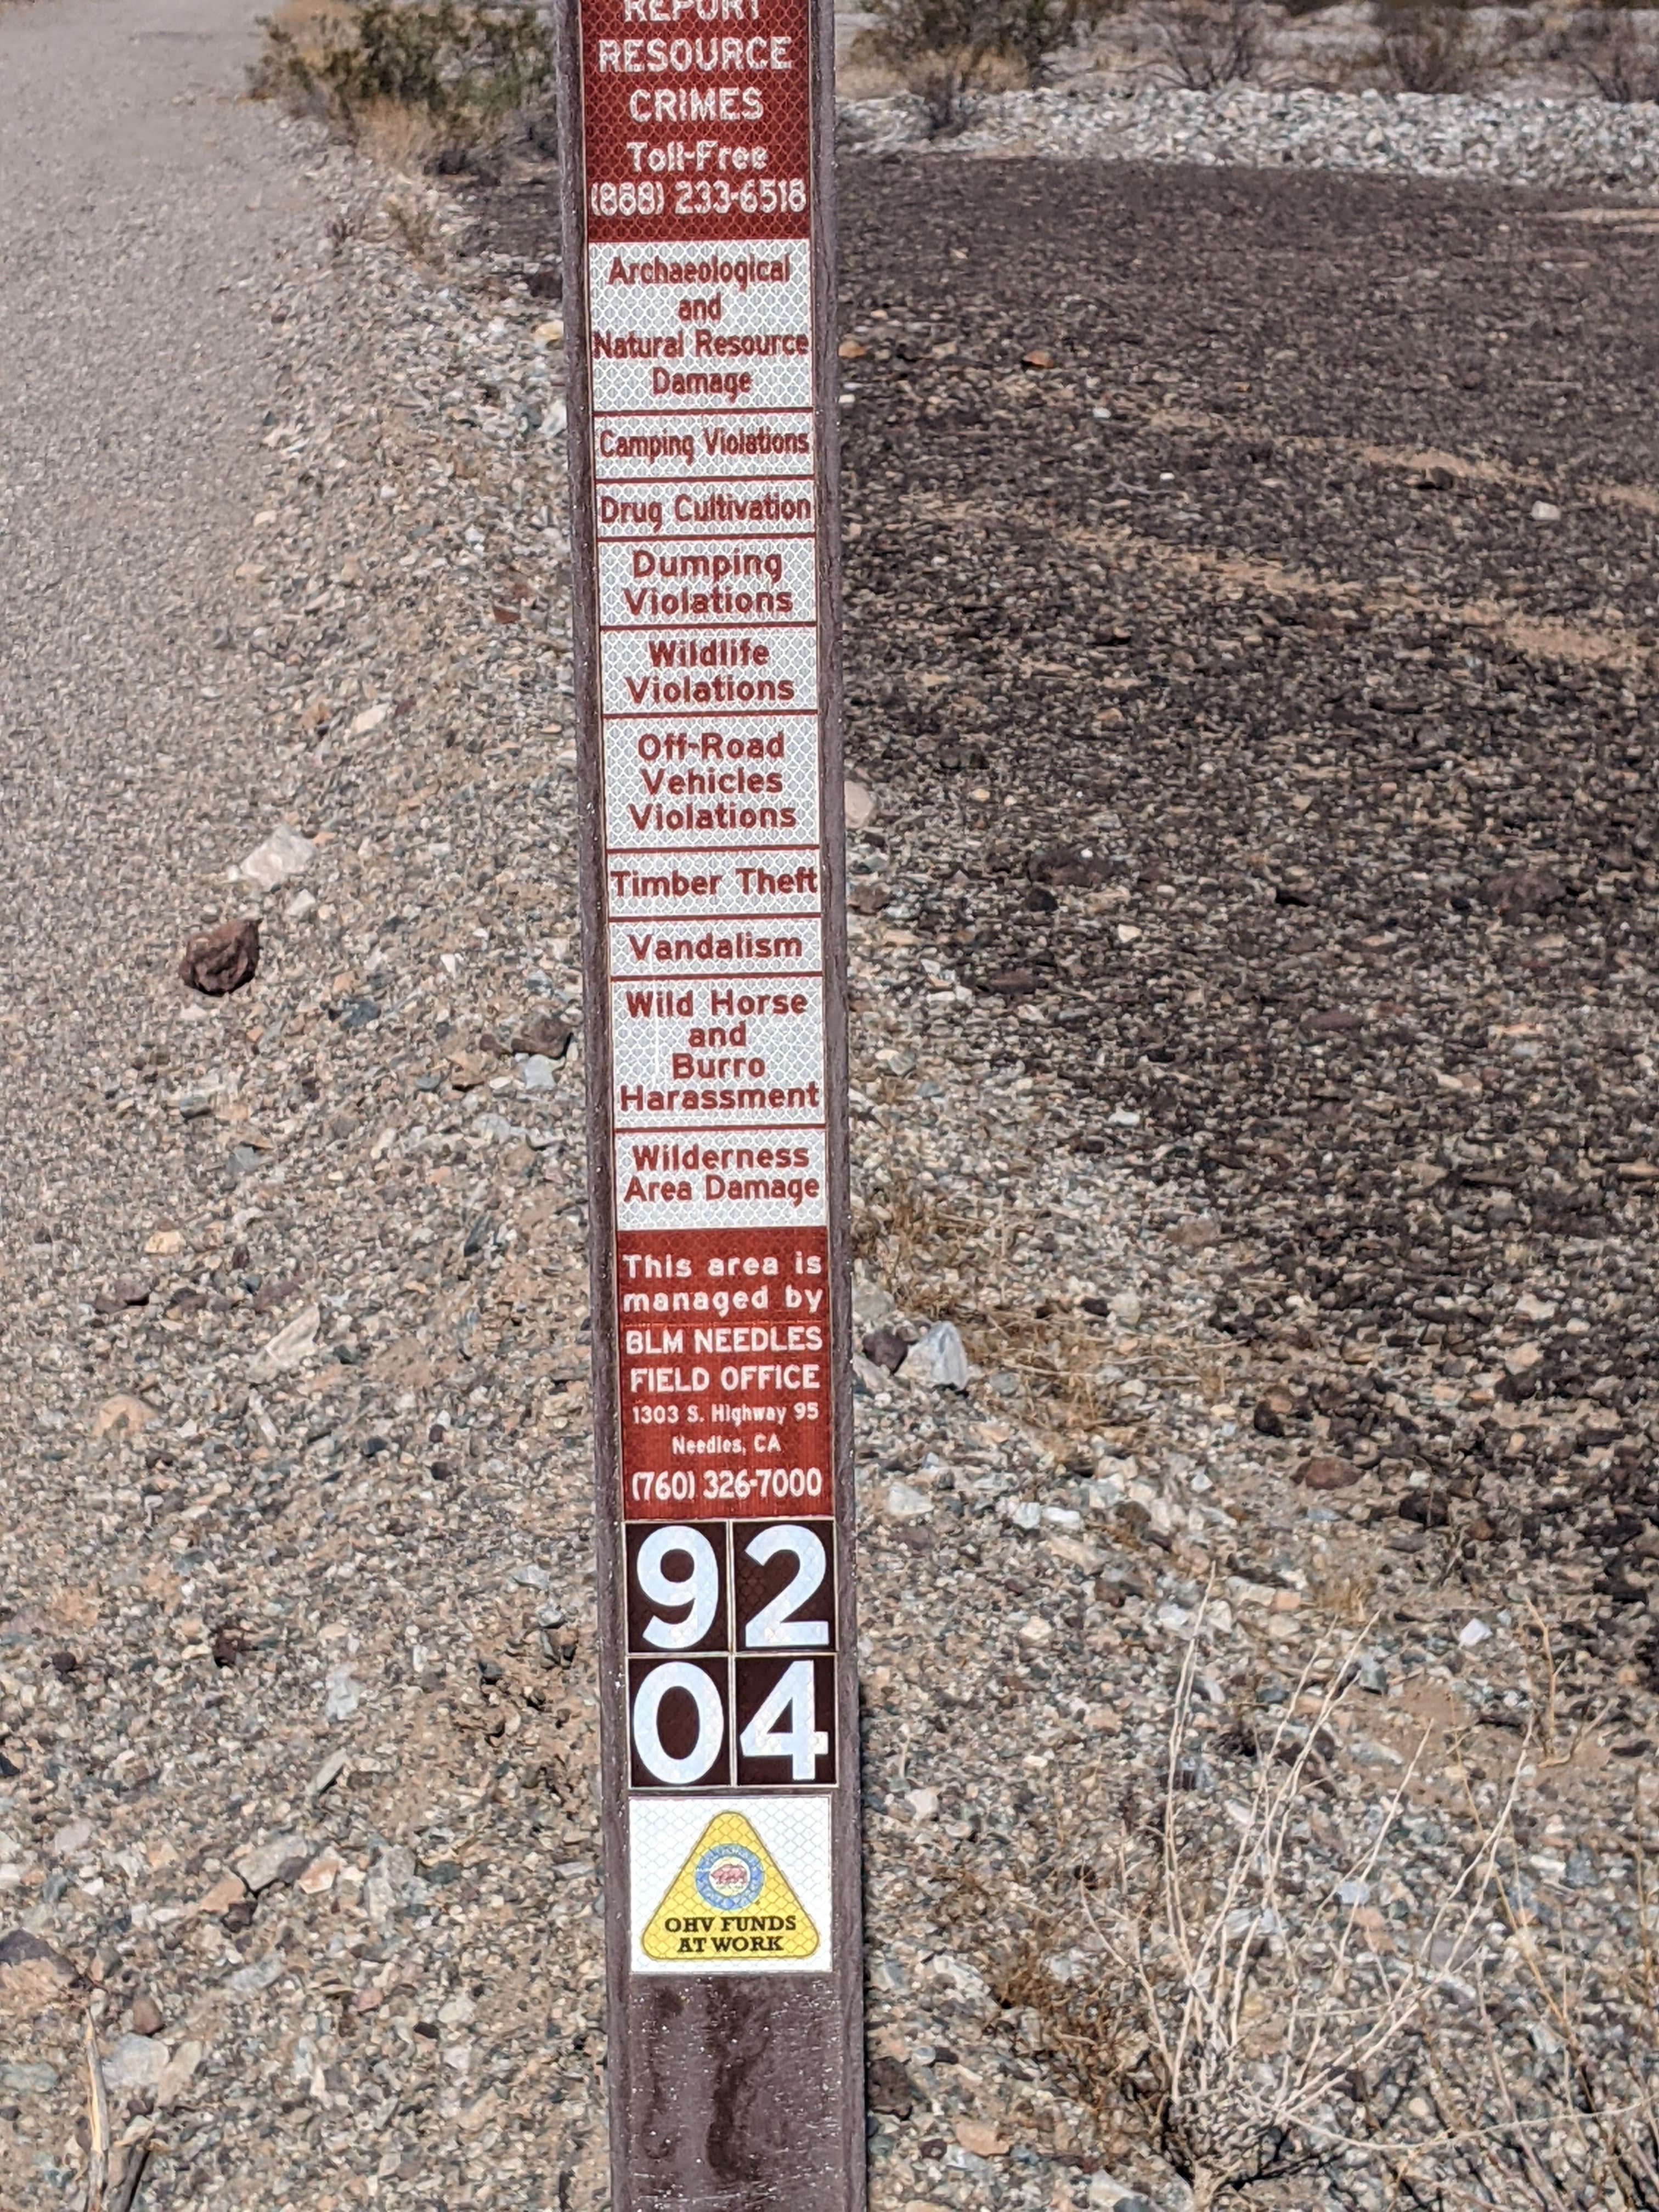 REPORT
RESOURCE
CRIMES
Toll-Free
(888) 233-6518
Archaeological
and
Natural Resource
Damage
Camping Violations
Drug Cultivation
Dumping
Violations
Wildlife
Violations
Off-Road
Vehicles
Violations
Timber Theft
Vandalism
Wild Horse
and
Burro
Harassment
Wilderness
Area Damage
This area is
managed by
BLM NEEDLES
FIELD OFFICE
1303 S. Highway 95
Needles, CA
(760) 326-7000
92
04
OHV FUNDS
AT WORK